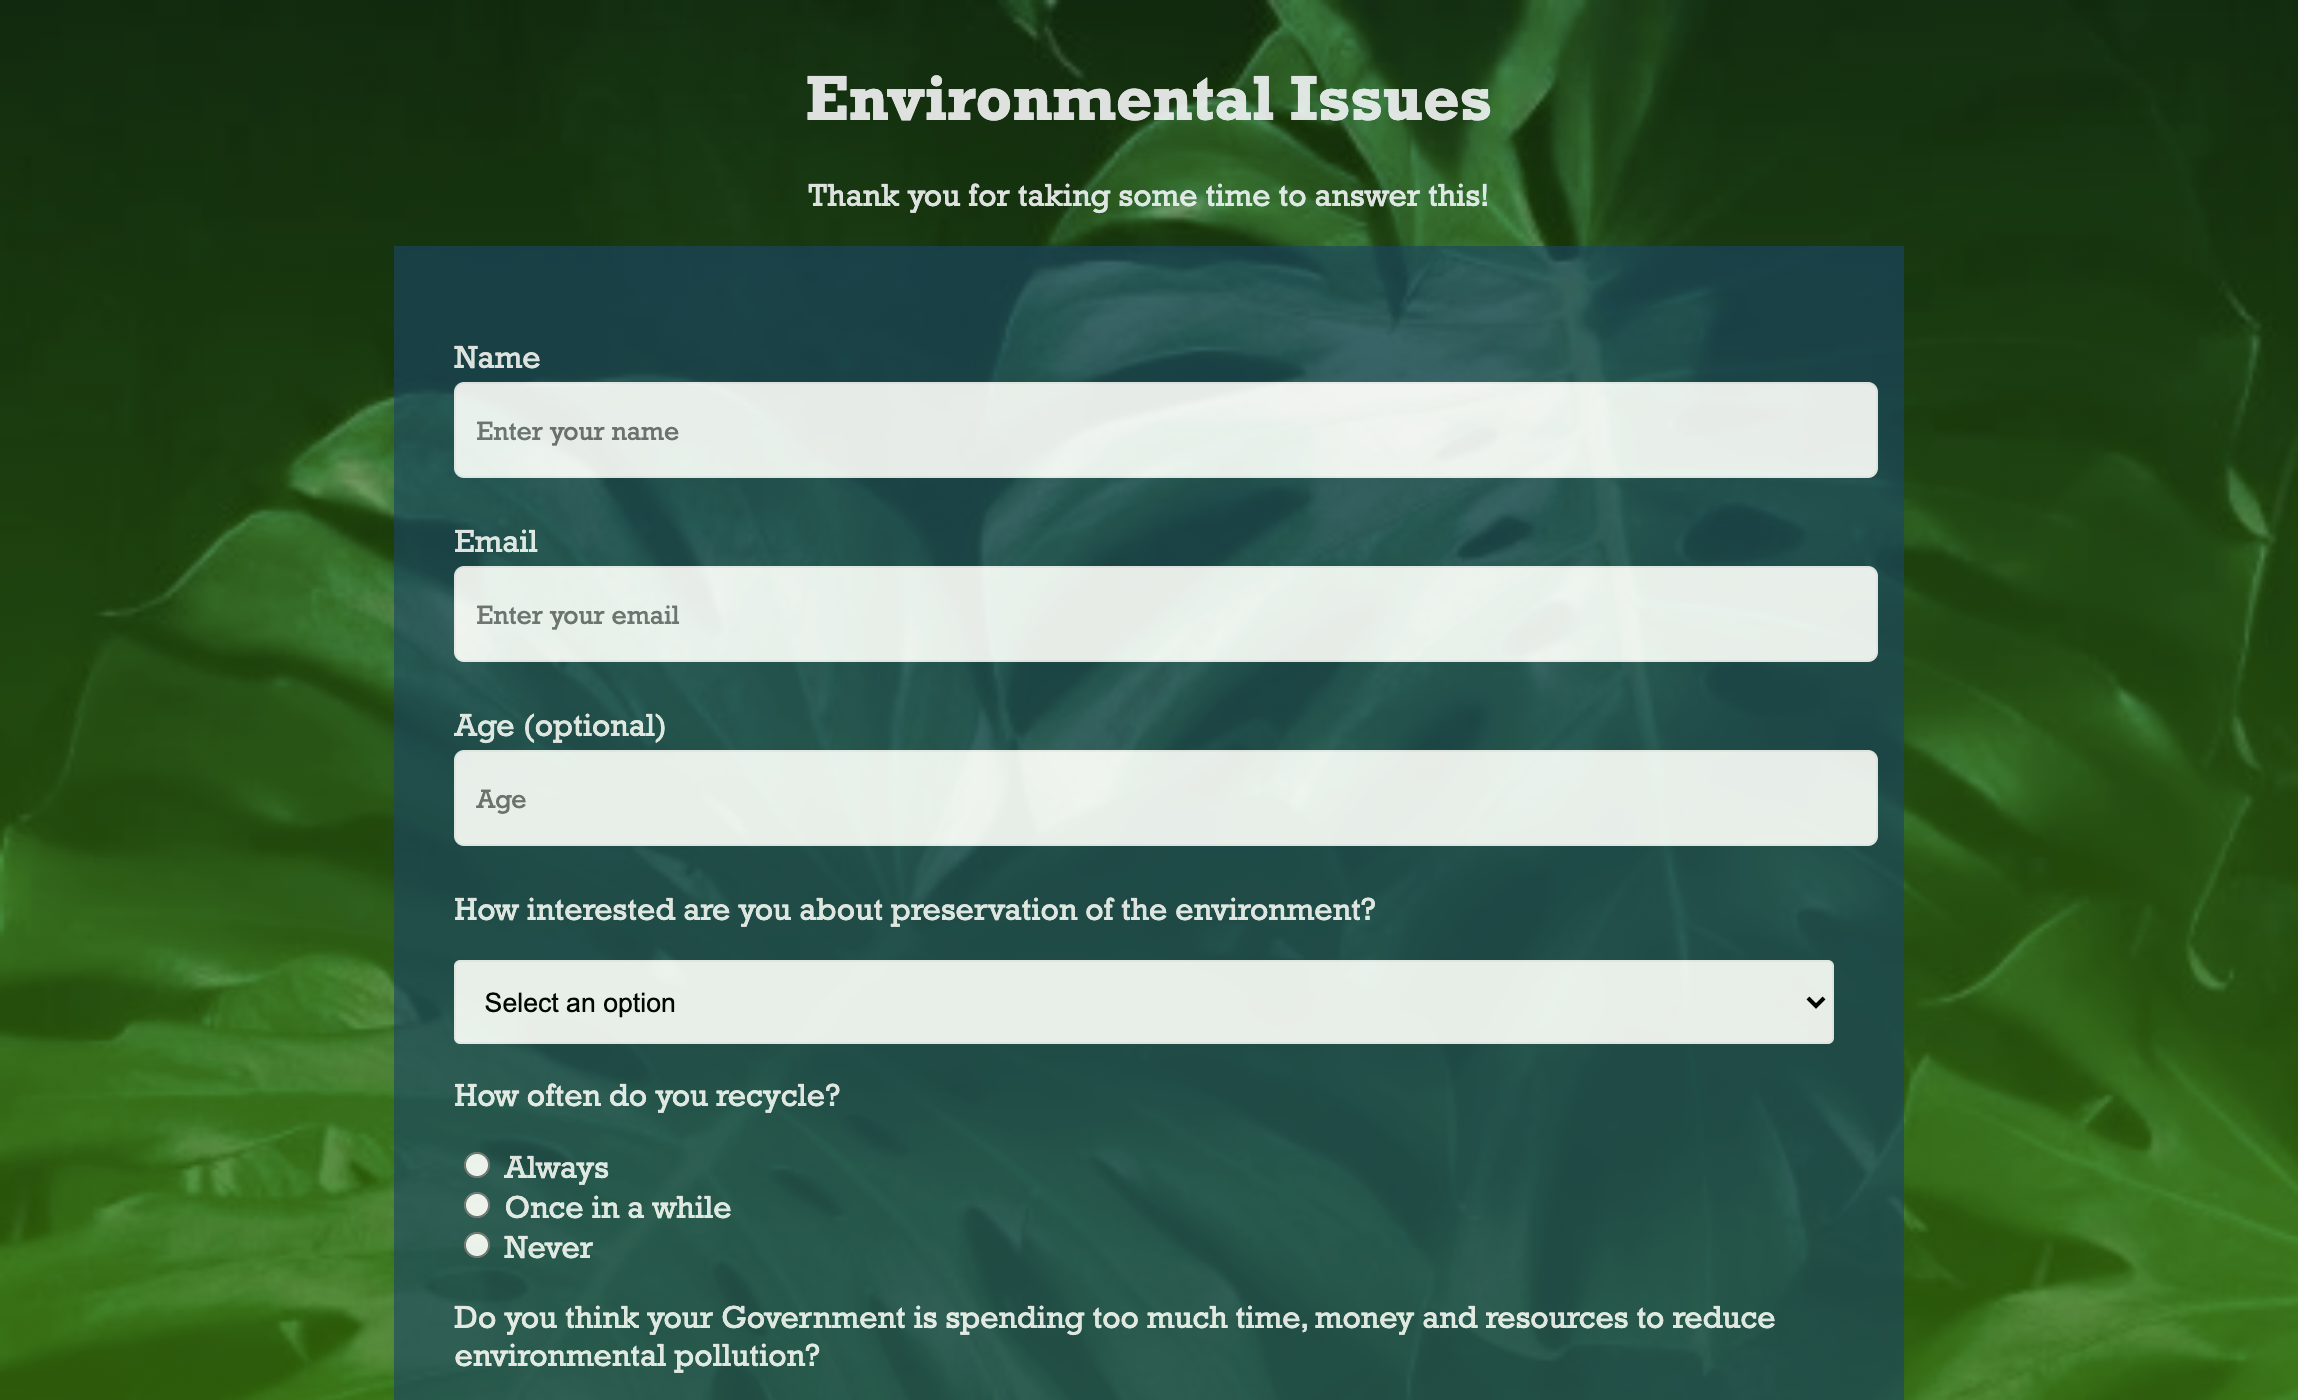 Environmental Issues
Thank you for taking some time to answer this!
Name
Enter your name
Email
Enter your email
Age (optional)
Age
How interested are you about preservation of the environment?
Select an option
How often do you recycle?
Always
Once in a while
Never
Do you think your Government is spending too much time, money and resources to reduce
environmental pollution?